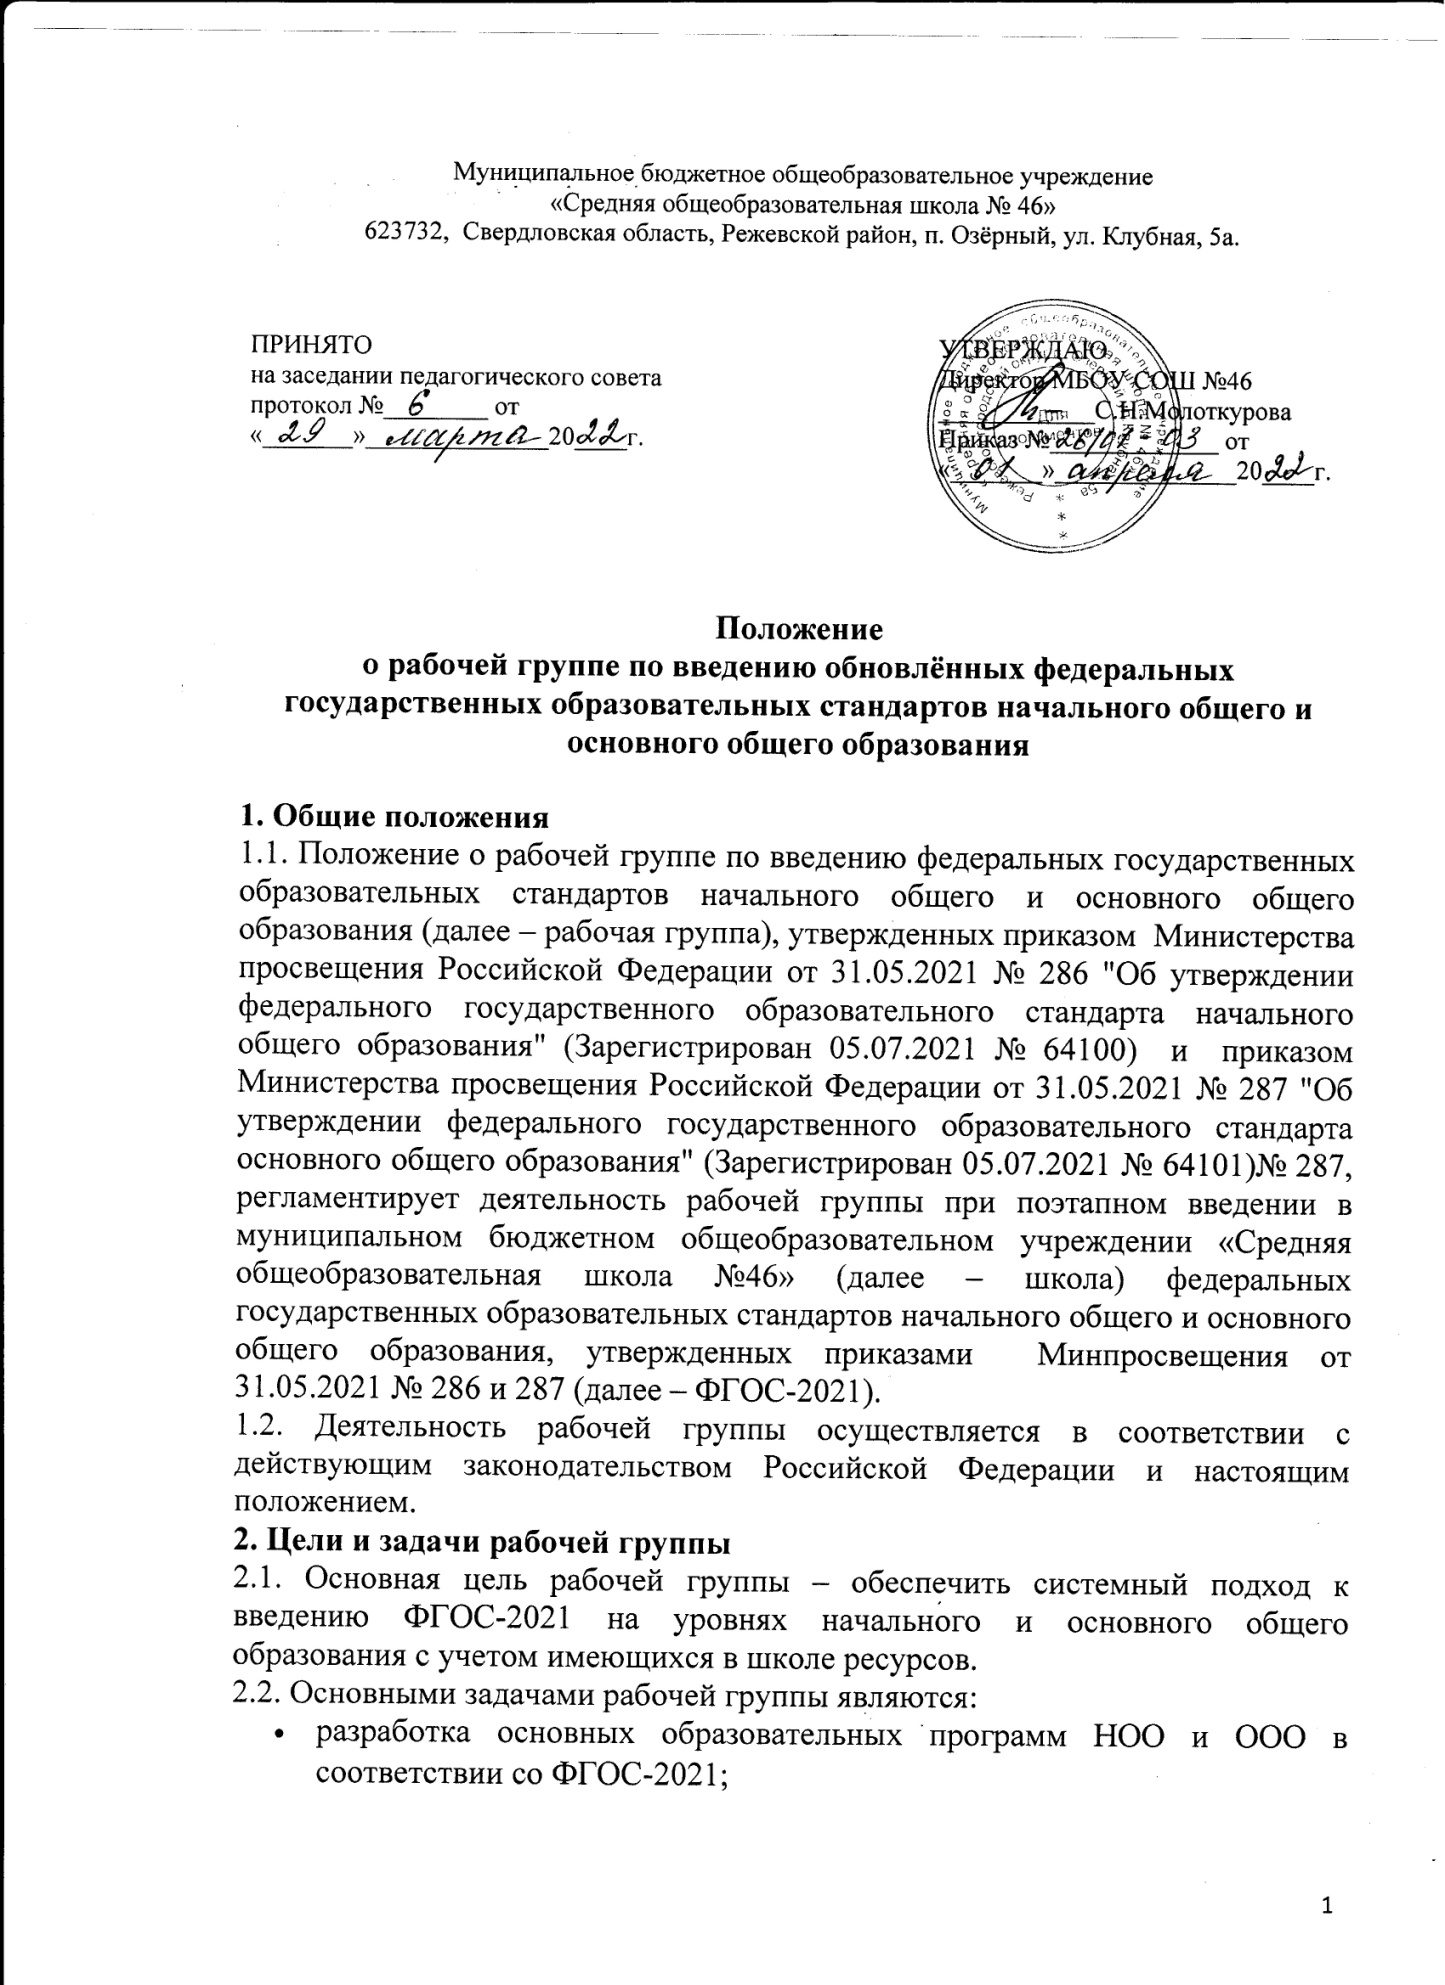 Муниципальное бюджетное общеобразовательное учреждение
«Средняя общеобразовательная школа № 46»
623732, Свердловская область, Режевской район, п. Озёрный, ул. Клубная, 5а.
ПРИНЯТО
на заседании педагогического совета
протокол № 6 от
« 29 » марта 2022г.
УТВЕРЖДАЮ
Директор МБОУ СОШ №46
С.Н.Молоткурова
Приказ № 26/03 - 03 от
« 01 » апреля 2022г.
Положение
о рабочей группе по введению обновлённых федеральных
государственных образовательных стандартов начального общего и
основного общего образования
1. Общие положения
1.1. Положение о рабочей группе по введению федеральных государственных
образовательных стандартов начального общего и основного общего
образования (далее – рабочая группа), утвержденных приказом Министерства
просвещения Российской Федерации от 31.05.2021 № 286 "Об утверждении
федерального государственного образовательного стандарта начального
общего образования" (Зарегистрирован 05.07.2021 № 64100) и приказом
Министерства просвещения Российской Федерации от 31.05.2021 № 287 "Об
утверждении федерального государственного образовательного стандарта
основного общего образования" (Зарегистрирован 05.07.2021 № 64101)№ 287,
регламентирует деятельность рабочей группы при поэтапном введении в
муниципальном бюджетном общеобразовательном учреждении «Средняя
общеобразовательная школа №46» (далее – школа) федеральных
государственных образовательных стандартов начального общего и основного
общего образования, утвержденных приказами Минпросвещения от
31.05.2021 № 286 и 287 (далее – ФГОС-2021).
1.2. Деятельность рабочей группы осуществляется в соответствии с
действующим законодательством Российской Федерации и настоящим
положением.
2. Цели и задачи рабочей группы
2.1. Основная цель рабочей группы – обеспечить системный подход к
введению ФГОС-2021 на уровнях начального и основного общего
образования с учетом имеющихся в школе ресурсов.
2.2. Основными задачами рабочей группы являются:
• разработка основных образовательных программ НОО и ООО в
соответствии со ФГОС-2021;
1